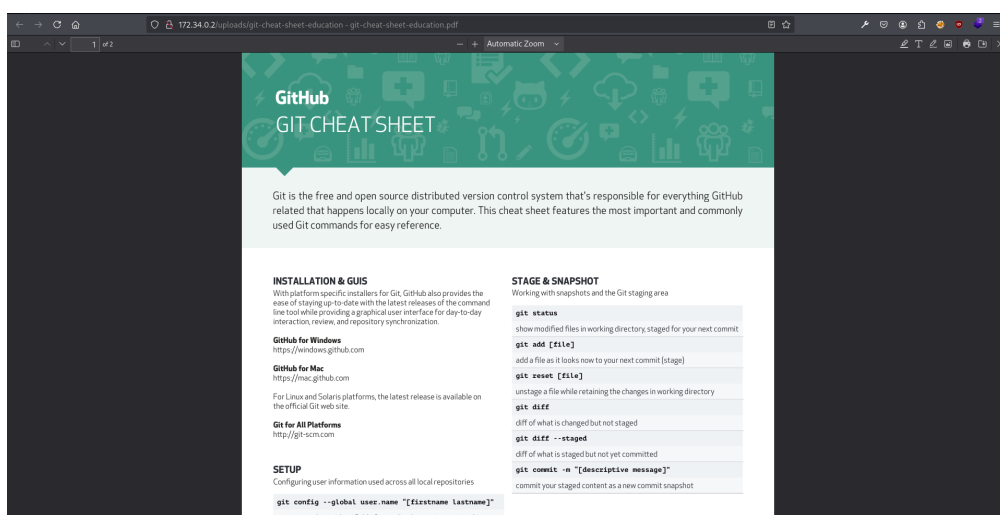 172.34.0.2/uploads/git-cheat-sheet-education - git-cheat-sheet-education.pdf
1 of 2
Automatic Zoom
GitHub
GIT CHEAT SHEET
Git is the free and open source distributed version control system that's responsible for everything GitHub
related that happens locally on your computer. This cheat sheet features the most important and commonly
used Git commands for easy reference.
INSTALLATION & GUIS
With platform specific installers for Git, GitHub also provides the
ease of staying up-to-date with the latest releases of the command
line tool while providing a graphical user interface for day-to-day
interaction, review, and repository synchronization.
GitHub for Windows
https://windows.github.com
GitHub for Mac
https://mac.github.com
For Linux and Solaris platforms, the latest release is available on
the official Git web site.
Git for All Platforms
http://git-scm.com
SETUP
Configuring user information used across all local repositories
git config --global user.name "[firstname lastname]"
STAGE & SNAPSHOT
Working with snapshots and the Git staging area
git status
show modified files in working directory, staged for your next commit
git add [file]
add a file as it looks now to your next commit (stage)
git reset [file]
unstage a file while retaining the changes in working directory
git diff
diff of what is changed but not staged
git diff --staged
diff of what is staged but not yet committed
git commit -m "[descriptive message]"
commit your staged content as a new commit snapshot